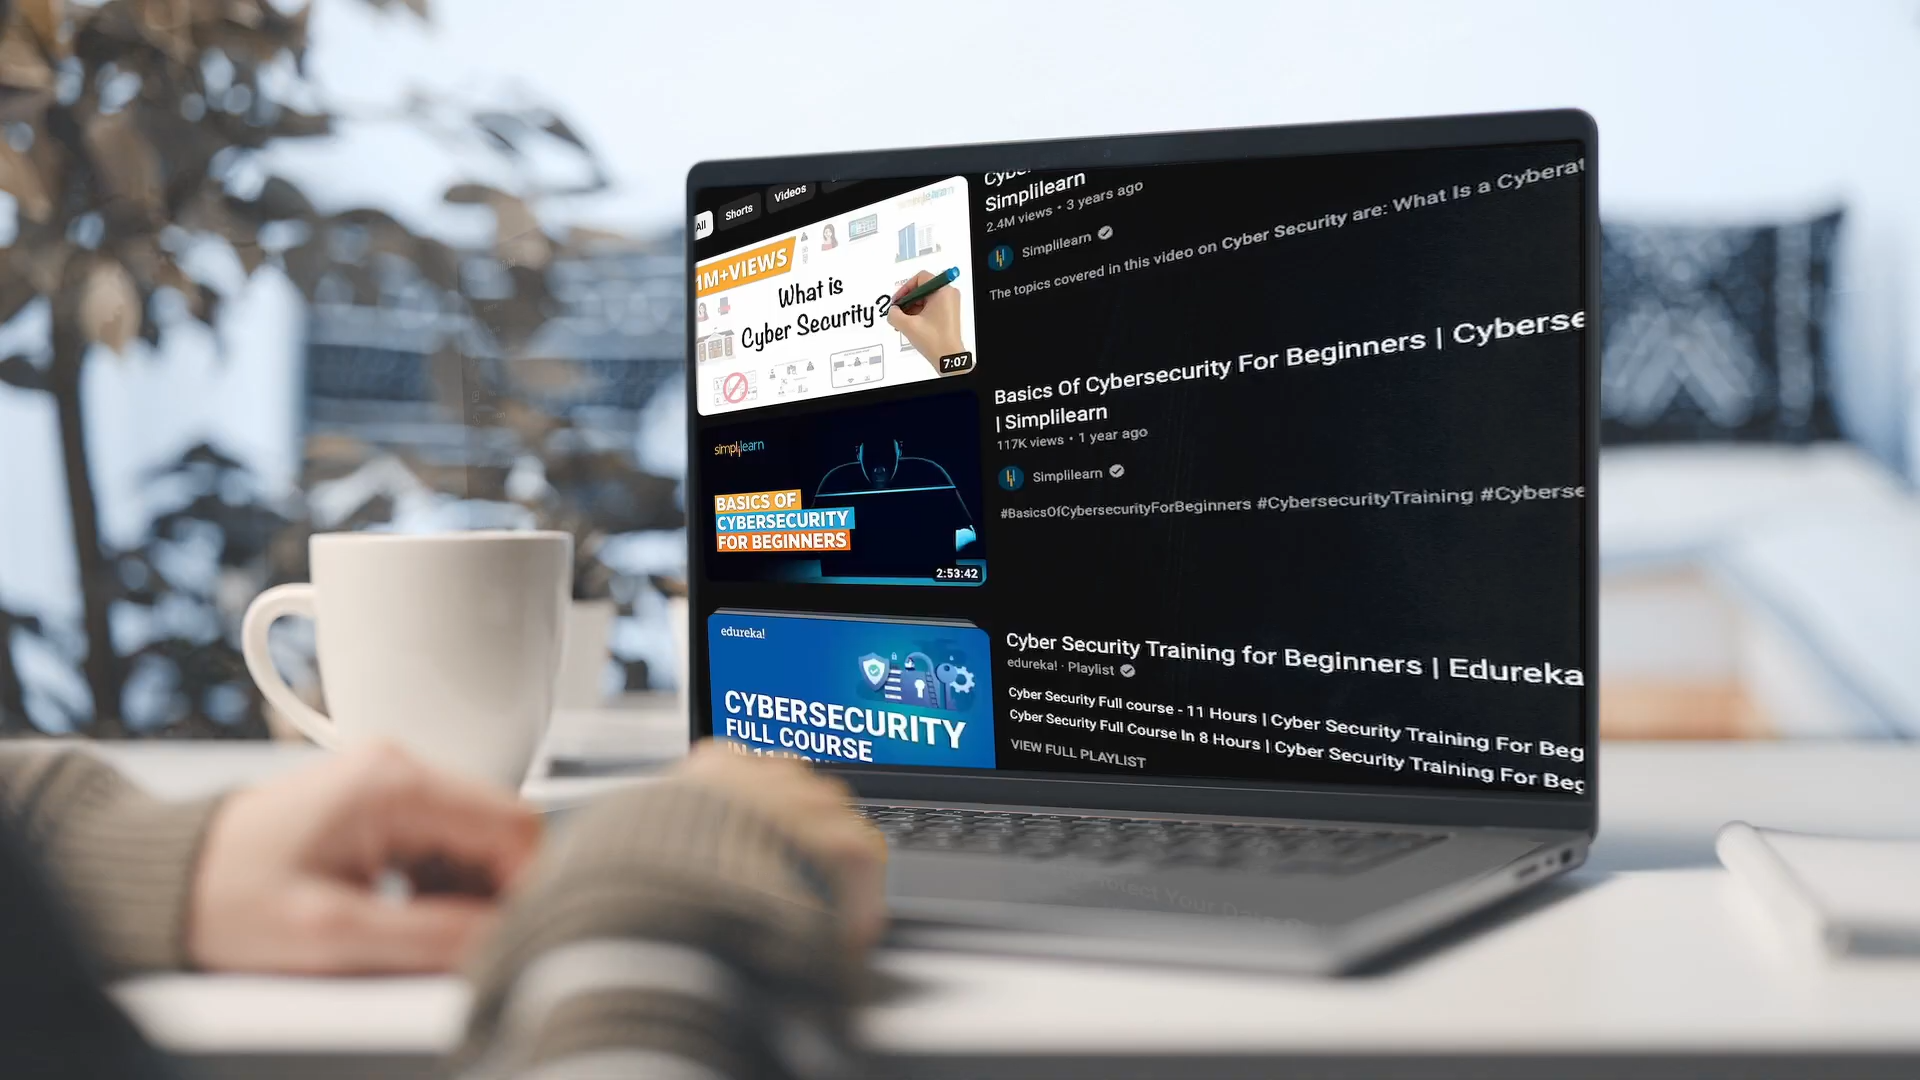 All
Shorts
Videos
1M+VIEWS
What is
Cyber Security?
7:07
Simplilearn
2.4M views • 3 years ago
Simplilearn
The topics covered in this video on Cyber Security are: What Is a Cyberat
Basics Of Cybersecurity For Beginners | Cyberse
| Simplilearn
117K views • 1 year ago
Simplilearn
#BasicsOfCybersecurityForBeginners #CybersecurityTraining #Cyberse
simplilearn
BASICS OF
CYBERSECURITY
FOR BEGINNERS
2:53:42
edureka!
CYBERSECURITY
FULL COURSE
Cyber Security Training for Beginners | Edureka
edureka! · Playlist
Cyber Security Full course - 11 Hours | Cyber Security Training For Beg
Cyber Security Full Course In 8 Hours | Cyber Security Training For Beg
VIEW FULL PLAYLIST